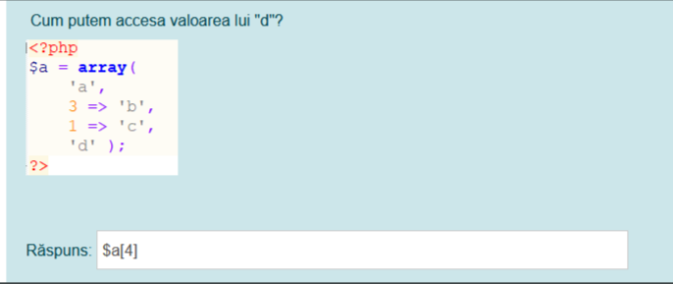 Cum putem accesa valoarea lui "d"?
<?php
$a = array(
'a',
3 => 'b',
1 => 'c',
'd' );
?>
Răspuns: $a[4]